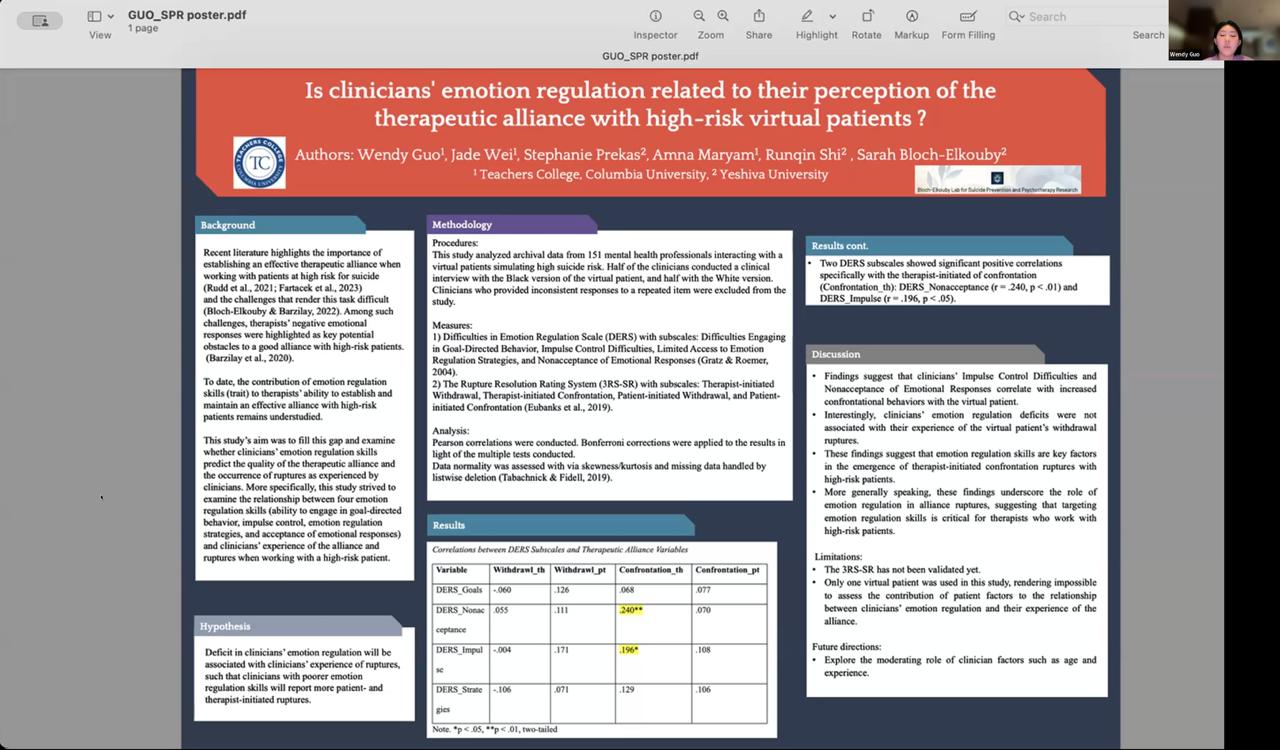 GUO_SPR poster.pdf
1 page
View
Inspector
Zoom
Share
Highlight
Rotate
Markup
Form Filling
Search
Search
GUO_SPR poster.pdf
Wendy Guo
Is clinicians' emotion regulation related to their perception of the
therapeutic alliance with high-risk virtual patients ?
TEACHERS COLLEGE
TC
COLUMBIA UNIVERSITY
Authors: Wendy Guo¹, Jade Wei¹, Stephanie Prekas², Amna Maryam¹, Runqin Shi² , Sarah Bloch-Elkouby²
¹ Teachers College, Columbia University, ² Yeshiva University
Bloch-Elkouby Lab for Suicide Prevention and Psychotherapy Research
Background
Recent literature highlights the importance of
establishing an effective therapeutic alliance when
working with patients at high risk for suicide
(Rudd et al., 2021; Fartacek et al., 2023)
and the challenges that render this task difficult
(Bloch-Elkouby & Barzilay, 2022). Among such
challenges, therapists' negative emotional
responses were highlighted as key potential
obstacles to a good alliance with high-risk patients.
(Barzilay et al., 2020).
To date, the contribution of emotion regulation
skills (trait) to therapists' ability to establish and
maintain an effective alliance with high-risk
patients remains understudied.
This study's aim was to fill this gap and examine
whether clinicians' emotion regulation skills
predict the quality of the therapeutic alliance and
the occurrence of ruptures as experienced by
clinicians. More specifically, this study strived to
examine the relationship between four emotion
regulation skills (ability to engage in goal-directed
behavior, impulse control, emotion regulation
strategies, and acceptance of emotional responses)
and clinicians' experience of the alliance and
ruptures when working with a high-risk patient.
Hypothesis
Deficit in clinicians' emotion regulation will be
associated with clinicians' experience of ruptures,
such that clinicians with poorer emotion
regulation skills will report more patient- and
therapist-initiated ruptures.
Methodology
Procedures:
This study analyzed archival data from 151 mental health professionals interacting with a
virtual patients simulating high suicide risk. Half of the clinicians conducted a clinical
interview with the Black version of the virtual patient, and half with the White version.
Clinicians who provided inconsistent responses to a repeated item were excluded from the
study.
Measures:
1) Difficulties in Emotion Regulation Scale (DERS) with subscales: Difficulties Engaging
in Goal-Directed Behavior, Impulse Control Difficulties, Limited Access to Emotion
Regulation Strategies, and Nonacceptance of Emotional Responses (Gratz & Roemer,
2004).
2) The Rupture Resolution Rating System (3RS-SR) with subscales: Therapist-initiated
Withdrawal, Therapist-initiated Confrontation, Patient-initiated Withdrawal, and Patient-
initiated Confrontation (Eubanks et al., 2019).
Analysis:
Pearson correlations were conducted. Bonferroni corrections were applied to the results in
light of the multiple tests conducted.
Data normality was assessed with via skewness/kurtosis and missing data handled by
listwise deletion (Tabachnick & Fidell, 2019).
Results
Correlations between DERS Subscales and Therapeutic Alliance Variables
Variable Withdrawl_th Withdrawl_pt Confrontation_th Confrontation_pt
DERS_Goals -.060 .126 .068 .077
DERS_Nonac .055 .111 .240** .070
ceptance
DERS_Impul -.004 .171 .196* .108
se
DERS_Strate -.106 .071 .129 .106
gies
Note. *p < .05, **p < .01, two-tailed
Results cont.
• Two DERS subscales showed significant positive correlations
specifically with the therapist-initiated of confrontation
(Confrontation_th): DERS_Nonacceptance (r = .240, p < .01) and
DERS_Impulse (r = .196, p < .05).
Discussion
• Findings suggest that clinicians' Impulse Control Difficulties and
Nonacceptance of Emotional Responses correlate with increased
confrontational behaviors with the virtual patient.
• Interestingly, clinicians' emotion regulation deficits were not
associated with their experience of the virtual patient's withdrawal
ruptures.
• These findings suggest that emotion regulation skills are key factors
in the emergence of therapist-initiated confrontation ruptures with
high-risk patients.
• More generally speaking, these findings underscore the role of
emotion regulation in alliance ruptures, suggesting that targeting
emotion regulation skills is critical for therapists who work with
high-risk patients.
Limitations:
• The 3RS-SR has not been validated yet.
• Only one virtual patient was used in this study, rendering impossible
to assess the contribution of patient factors to the relationship
between clinicians' emotion regulation and their experience of the
alliance.
Future directions:
• Explore the moderating role of clinician factors such as age and
experience.